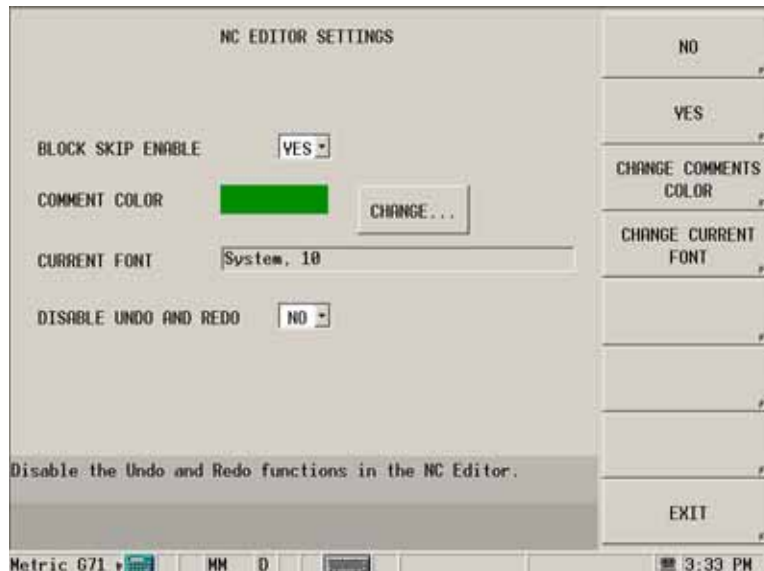 NC EDITOR SETTINGS
BLOCK SKIP ENABLE YES
COMMENT COLOR CHANGE...
CURRENT FONT System, 10
DISABLE UNDO AND REDO NO
Disable the Undo and Redo functions in the NC Editor.
NO
YES
CHANGE COMMENTS
COLOR
CHANGE CURRENT
FONT
EXIT
Metric G71 MM D 3:33 PM